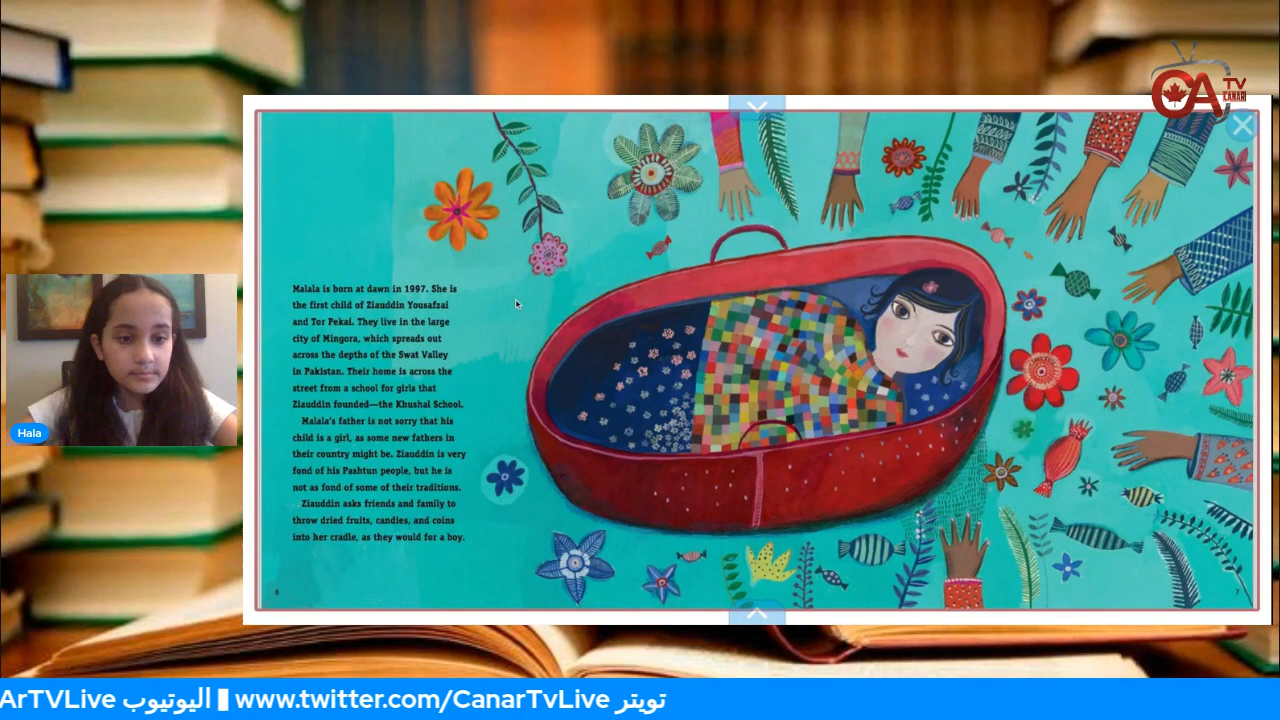 CA TV
CANAR
Malala is born at dawn in 1997. She is
the first child of Ziauddin Yousafzai
and Tor Pekai. They live in the large
city of Mingora, which spreads out
across the depths of the Swat Valley
in Pakistan. Their home is across the
street from a school for girls that
Ziauddin founded—the Khushal School.
Malala's father is not sorry that his
child is a girl, as some new fathers in
their country might be. Ziauddin is very
fond of his Pashtun people, but he is
not as fond of some of their traditions.
Ziauddin asks friends and family to
throw dried fruits, candies, and coins
into her cradle, as they would for a boy.
6
7
Hala
ArTVLive اليوتيوب ▮ www.twitter.com/CanarTvLive تويتر